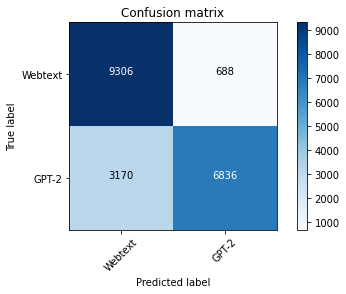 Confusion matrix
True label
Webtext
9306
688
GPT-2
3170
6836
Webtext
GPT-2
Predicted label
9000
8000
7000
6000
5000
4000
3000
2000
1000